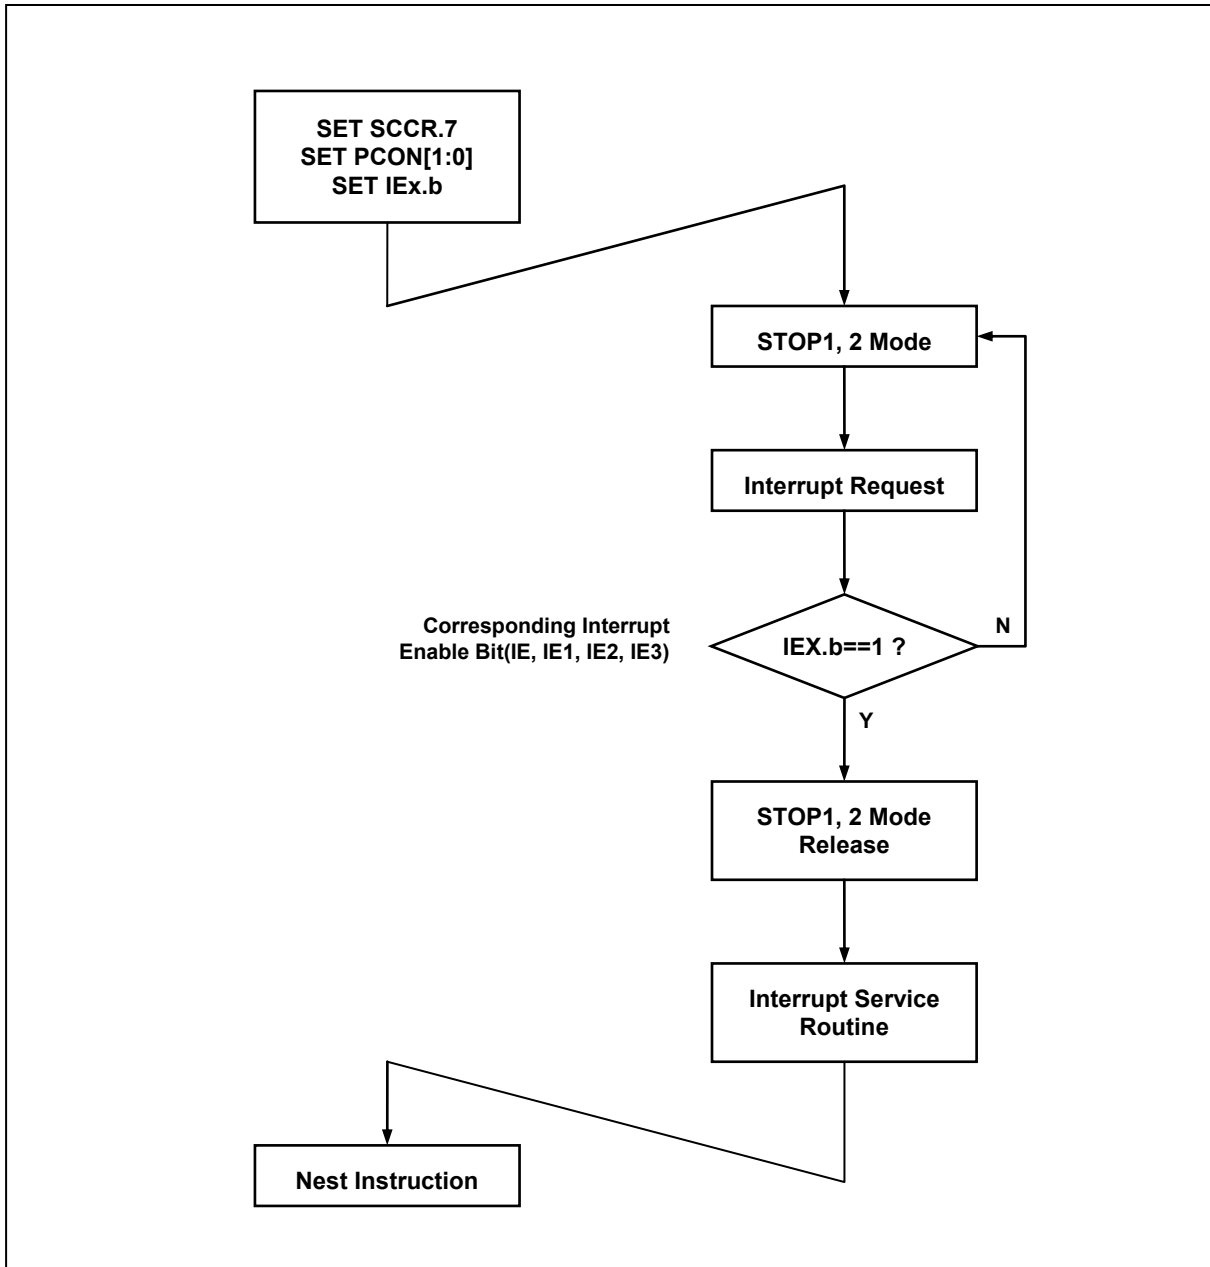 SET SCCR.7
SET PCON[1:0]
SET IEx.b
STOP1, 2 Mode
Interrupt Request
Corresponding Interrupt
Enable Bit(IE, IE1, IE2, IE3)
IEX.b==1 ?
N
Y
STOP1, 2 Mode
Release
Interrupt Service
Routine
Nest Instruction